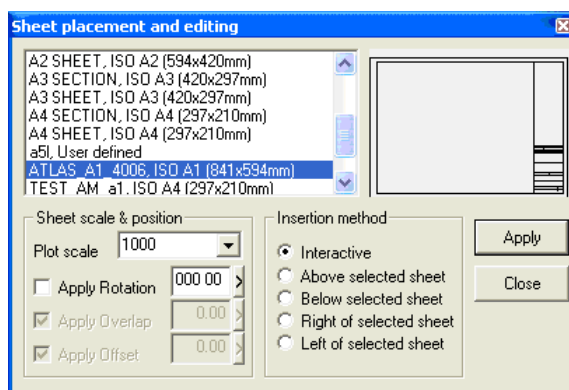 Sheet placement and editing
A2 SHEET, ISO A2 (594x420mm)
A3 SECTION, ISO A3 (420x297mm)
A3 SHEET, ISO A3 (420x297mm)
A4 SECTION, ISO A4 (297x210mm)
A4 SHEET, ISO A4 (297x210mm)
a5l, User defined
ATLAS_A1_4006, ISO A1 (841x594mm)
TEST_AM_a1, ISO A4 (297x210mm)
Sheet scale & position
Plot scale 1000
Apply Rotation 000 00 >
Apply Overlap 0.00 >
Apply Offset 0.00 >
Insertion method
Interactive
Above selected sheet
Below selected sheet
Right of selected sheet
Left of selected sheet
Apply
Close